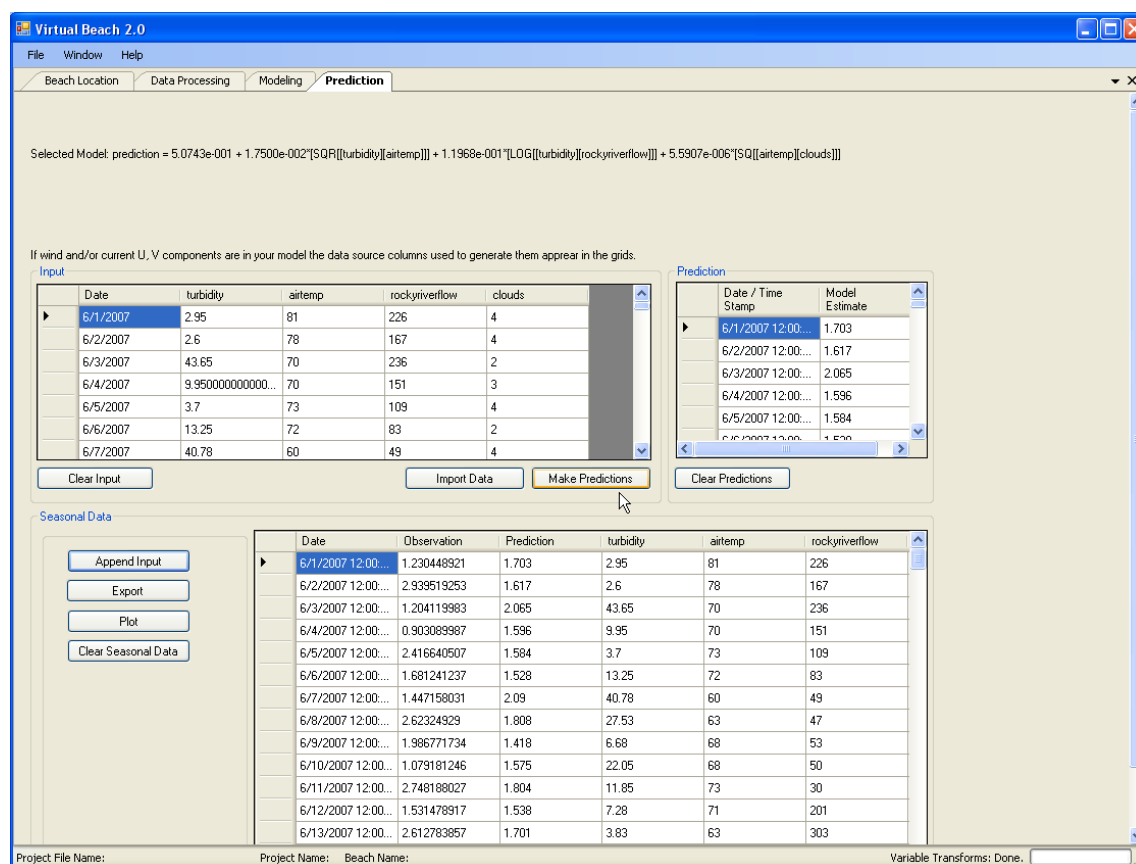 Virtual Beach 2.0
File Window Help
Beach Location Data Processing Modeling Prediction
Selected Model: prediction = 5.0743e-001 + 1.7500e-002*[SQR[[turbidity][airtemp]]] + 1.1968e-001*[LOG[[turbidity][rockyriverflow]]] + 5.5907e-006*[SQ[[airtemp][clouds]]]
If wind and/or current U, V components are in your model the data source columns used to generate them apprear in the grids.
Input
Date turbidity airtemp rockyriverflow clouds
6/1/2007 2.95 81 226 4
6/2/2007 2.6 78 167 4
6/3/2007 43.65 70 236 2
6/4/2007 9.950000000000... 70 151 3
6/5/2007 3.7 73 109 4
6/6/2007 13.25 72 83 2
6/7/2007 40.78 60 49 4
Clear Input Import Data Make Predictions
Prediction
Date / Time Stamp Model Estimate
6/1/2007 12:00:... 1.703
6/2/2007 12:00:... 1.617
6/3/2007 12:00:... 2.065
6/4/2007 12:00:... 1.596
6/5/2007 12:00:... 1.584
Clear Predictions
Seasonal Data
Append Input
Export
Plot
Clear Seasonal Data
Date Observation Prediction turbidity airtemp rockyriverflow
6/1/2007 12:00:... 1.230448921 1.703 2.95 81 226
6/2/2007 12:00:... 2.939519253 1.617 2.6 78 167
6/3/2007 12:00:... 1.204119983 2.065 43.65 70 236
6/4/2007 12:00:... 0.903089987 1.596 9.95 70 151
6/5/2007 12:00:... 2.416640507 1.584 3.7 73 109
6/6/2007 12:00:... 1.681241237 1.528 13.25 72 83
6/7/2007 12:00:... 1.447158031 2.09 40.78 60 49
6/8/2007 12:00:... 2.62324929 1.808 27.53 63 47
6/9/2007 12:00:... 1.986771734 1.418 6.68 68 53
6/10/2007 12:00... 1.079181246 1.575 22.05 68 50
6/11/2007 12:00... 2.748188027 1.804 11.85 73 30
6/12/2007 12:00... 1.531478917 1.538 7.28 71 201
6/13/2007 12:00... 2.612783857 1.701 3.83 63 303
Project File Name: Project Name: Beach Name: Variable Transforms: Done.